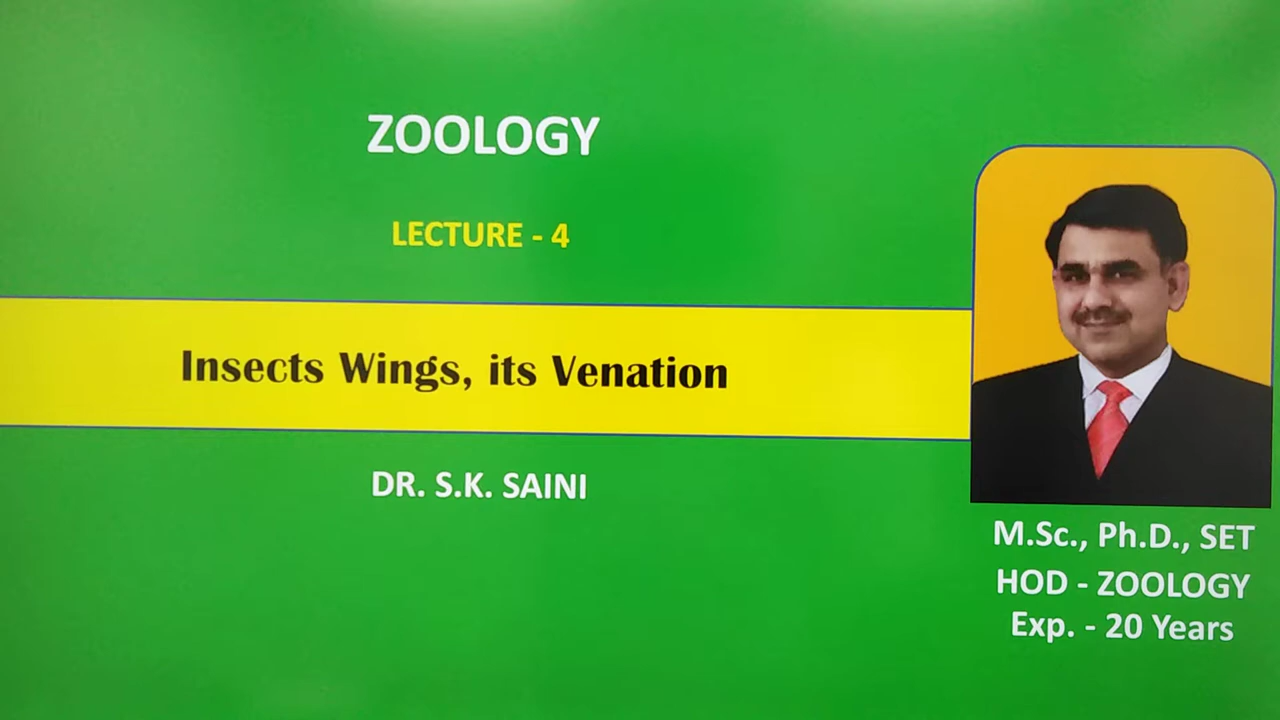 ZOOLOGY
LECTURE - 4
Insects Wings, its Venation
DR. S.K. SAINI
M.Sc., Ph.D., SET
HOD - ZOOLOGY
Exp. - 20 Years